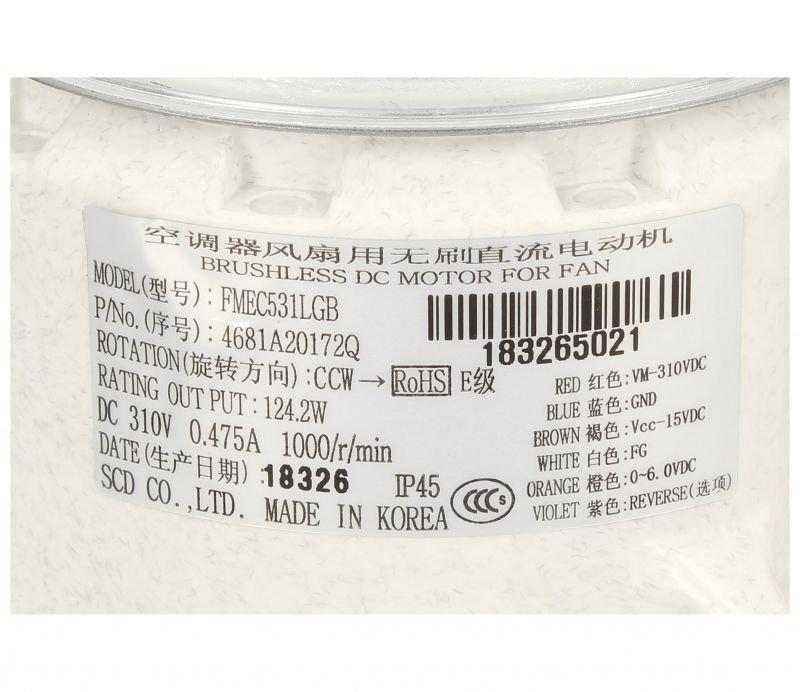 空调器风扇用无刷直流电动机
BRUSHLESS DC MOTOR FOR FAN
MODEL(型号):FMEC531LGB
P/No.(序号):4681A20172Q
ROTATION(旋转方向):CCW→ RoHS E级
RATING OUT PUT:124.2W
DC 310V 0.475A 1000/r/min
DATE(生产日期):18326 IP45
SCD CO.,LTD. MADE IN KOREA
CCC S
183265021
RED 红色:VM-310VDC
BLUE 蓝色:GND
BROWN 褐色:Vcc-15VDC
WHITE 白色:FG
ORANGE 橙色:0~6.0VDC
VIOLET 紫色:REVERSE(选项)